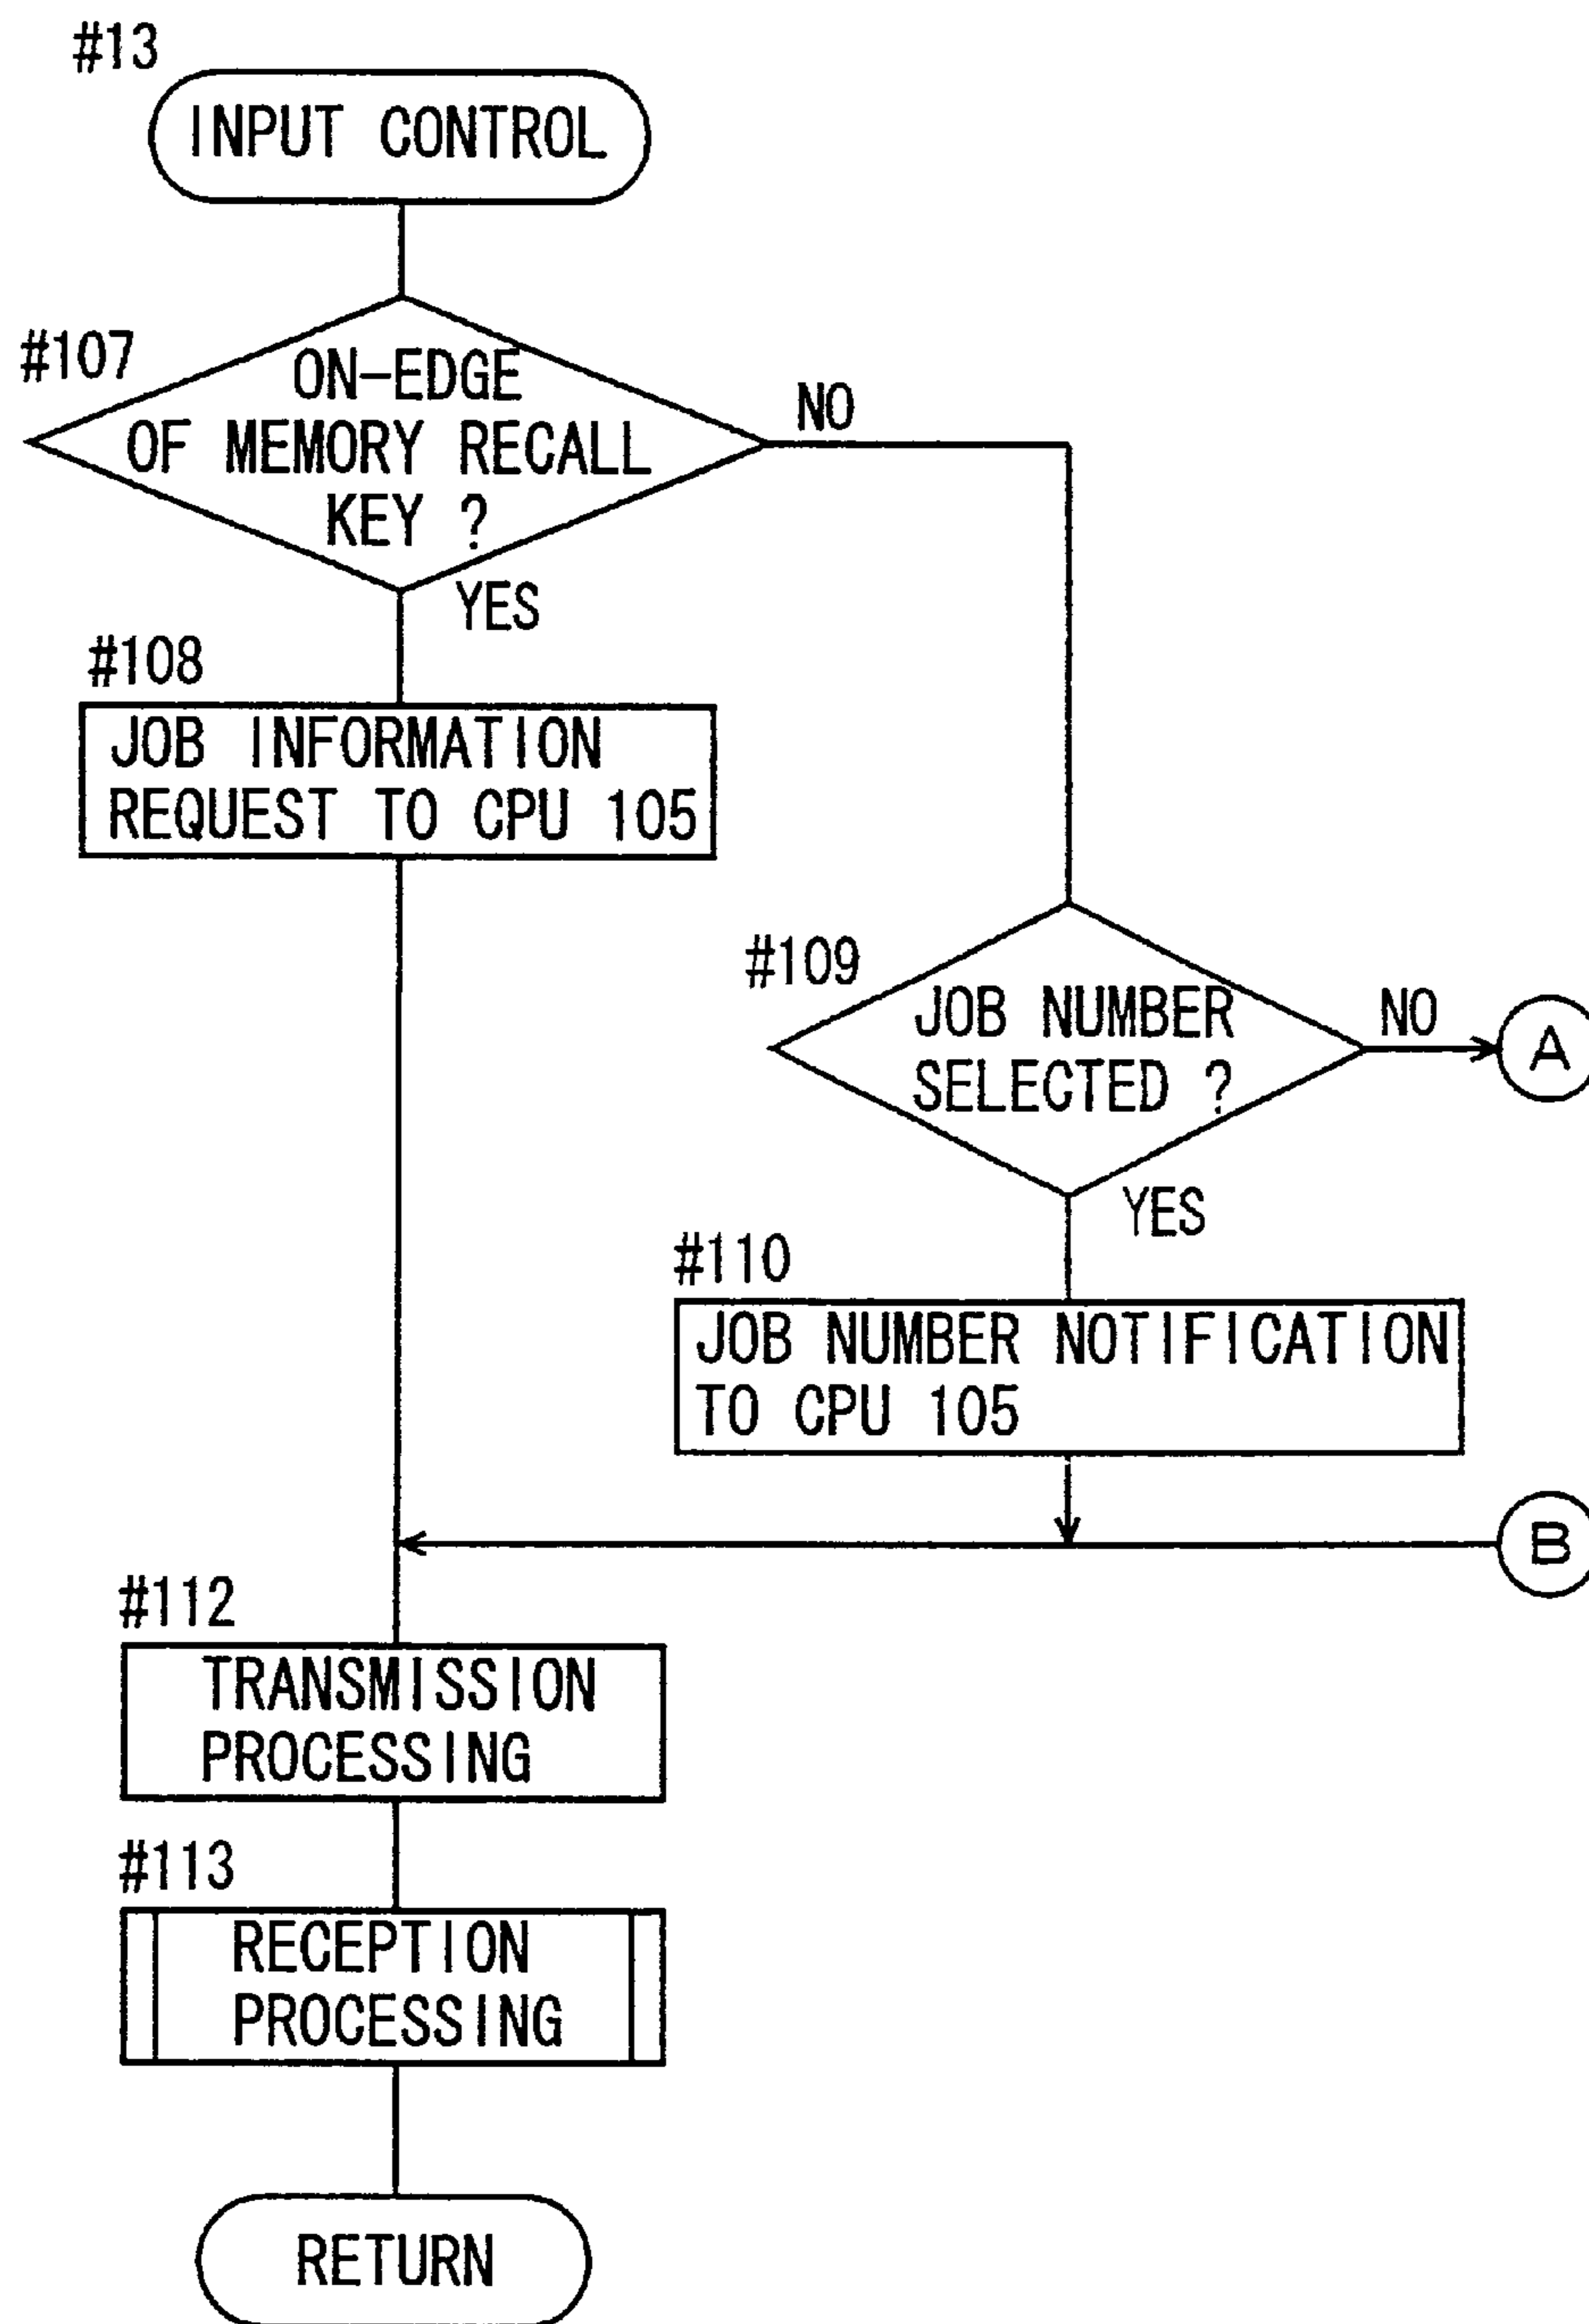 #13
INPUT CONTROL
#107
ON-EDGE
OF MEMORY RECALL
KEY ?
NO
YES
#108
JOB INFORMATION
REQUEST TO CPU 105
#109
JOB NUMBER
SELECTED ?
NO
A
YES
#110
JOB NUMBER NOTIFICATION
TO CPU 105
B
#112
TRANSMISSION
PROCESSING
#113
RECEPTION
PROCESSING
RETURN